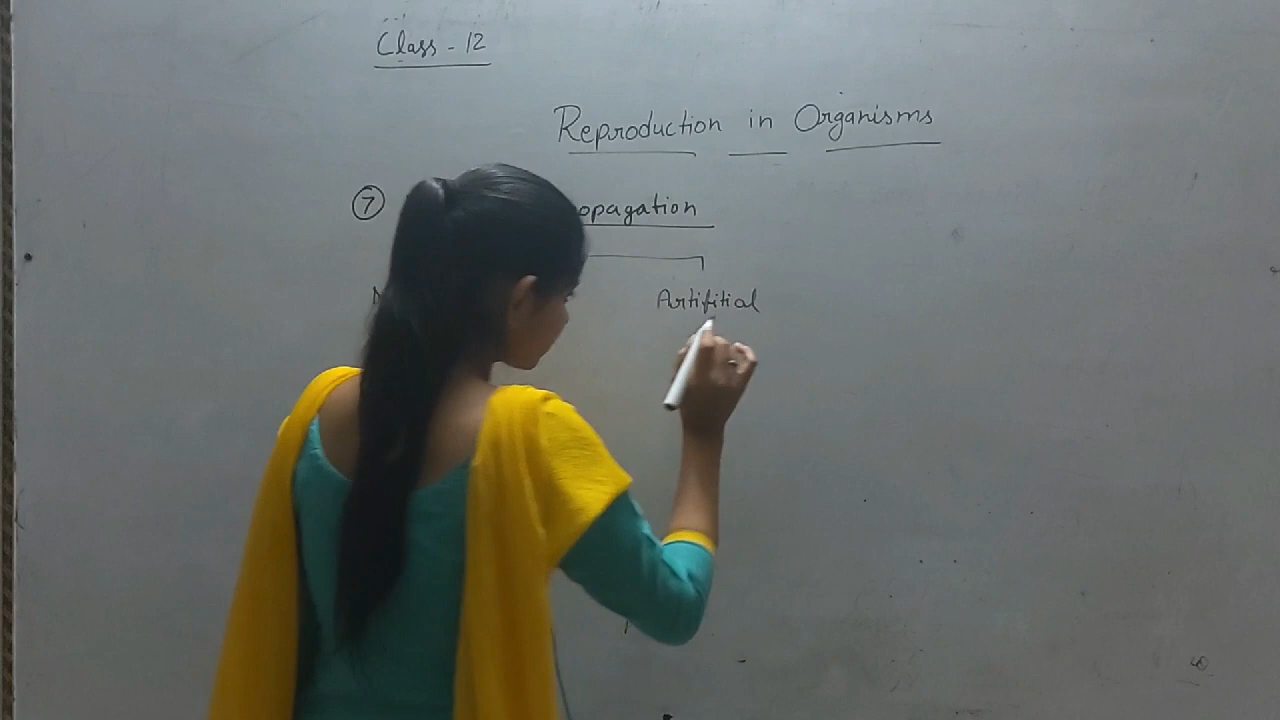 Class - 12
Reproduction in Organisms
7 opagation
Artifitial